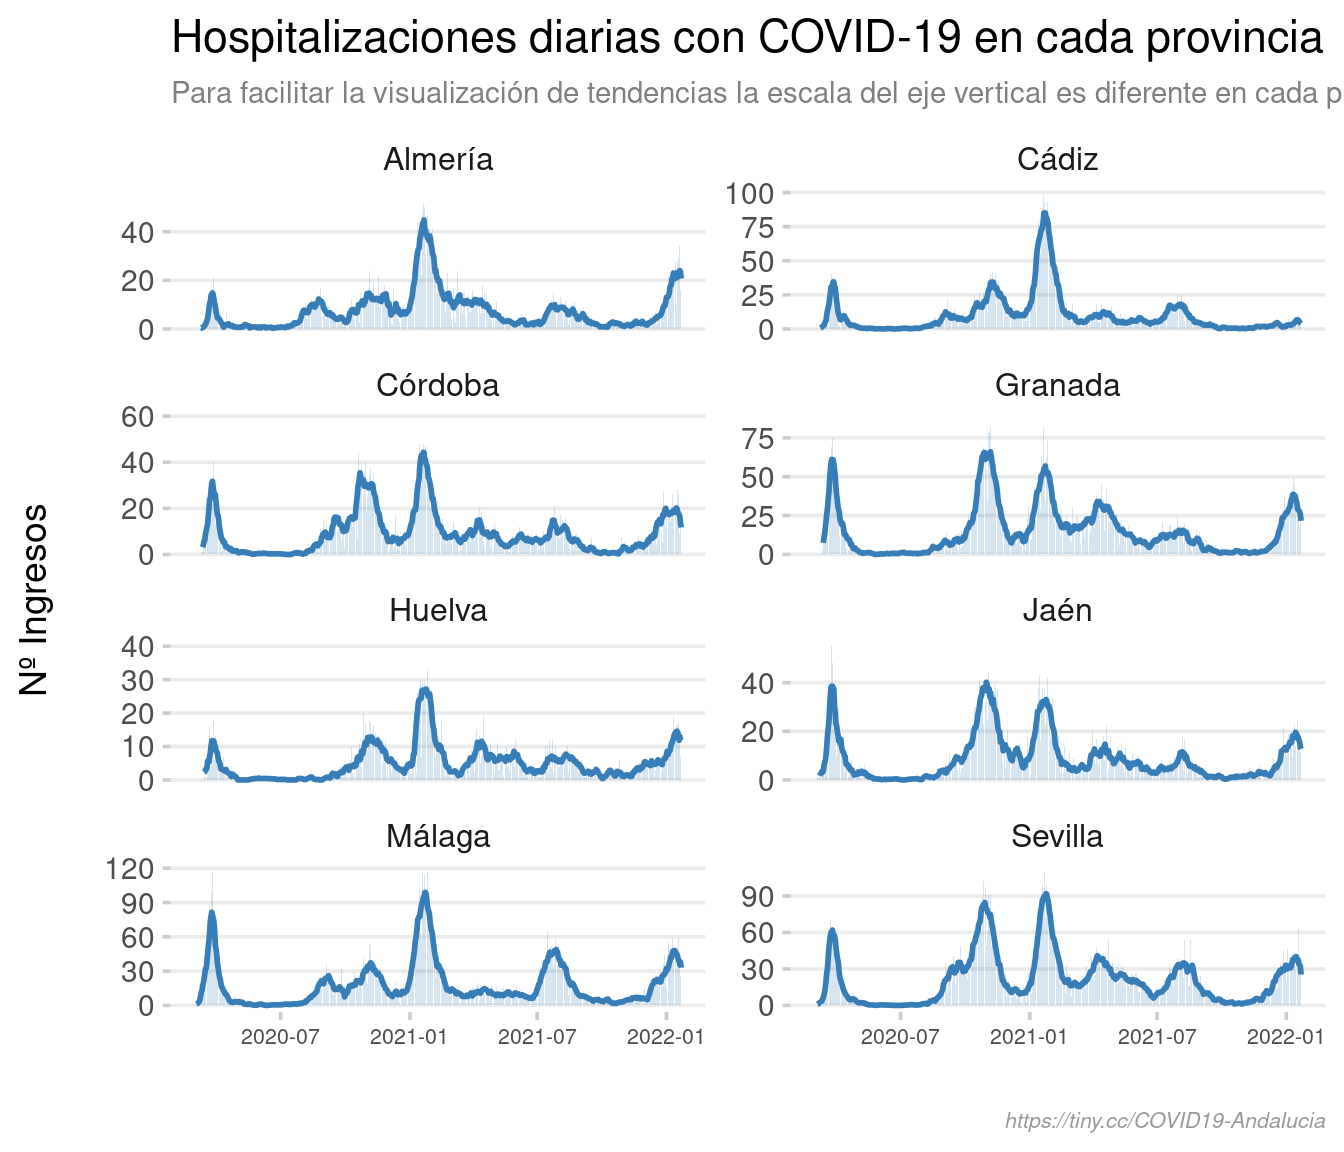 Hospitalizaciones diarias con COVID-19 en cada provincia
Para facilitar la visualización de tendencias la escala del eje vertical es diferente en cada p
Almería
Cádiz
40
20
0
100
75
50
25
0
Córdoba
Granada
60
40
20
0
75
50
25
0
Nº Ingresos
Huelva
Jaén
40
30
20
10
0
40
20
0
Málaga
Sevilla
120
90
60
30
0
90
60
30
0
2020-07 2021-01 2021-07 2022-01
2020-07 2021-01 2021-07 2022-01
https://tiny.cc/COVID19-Andalucia